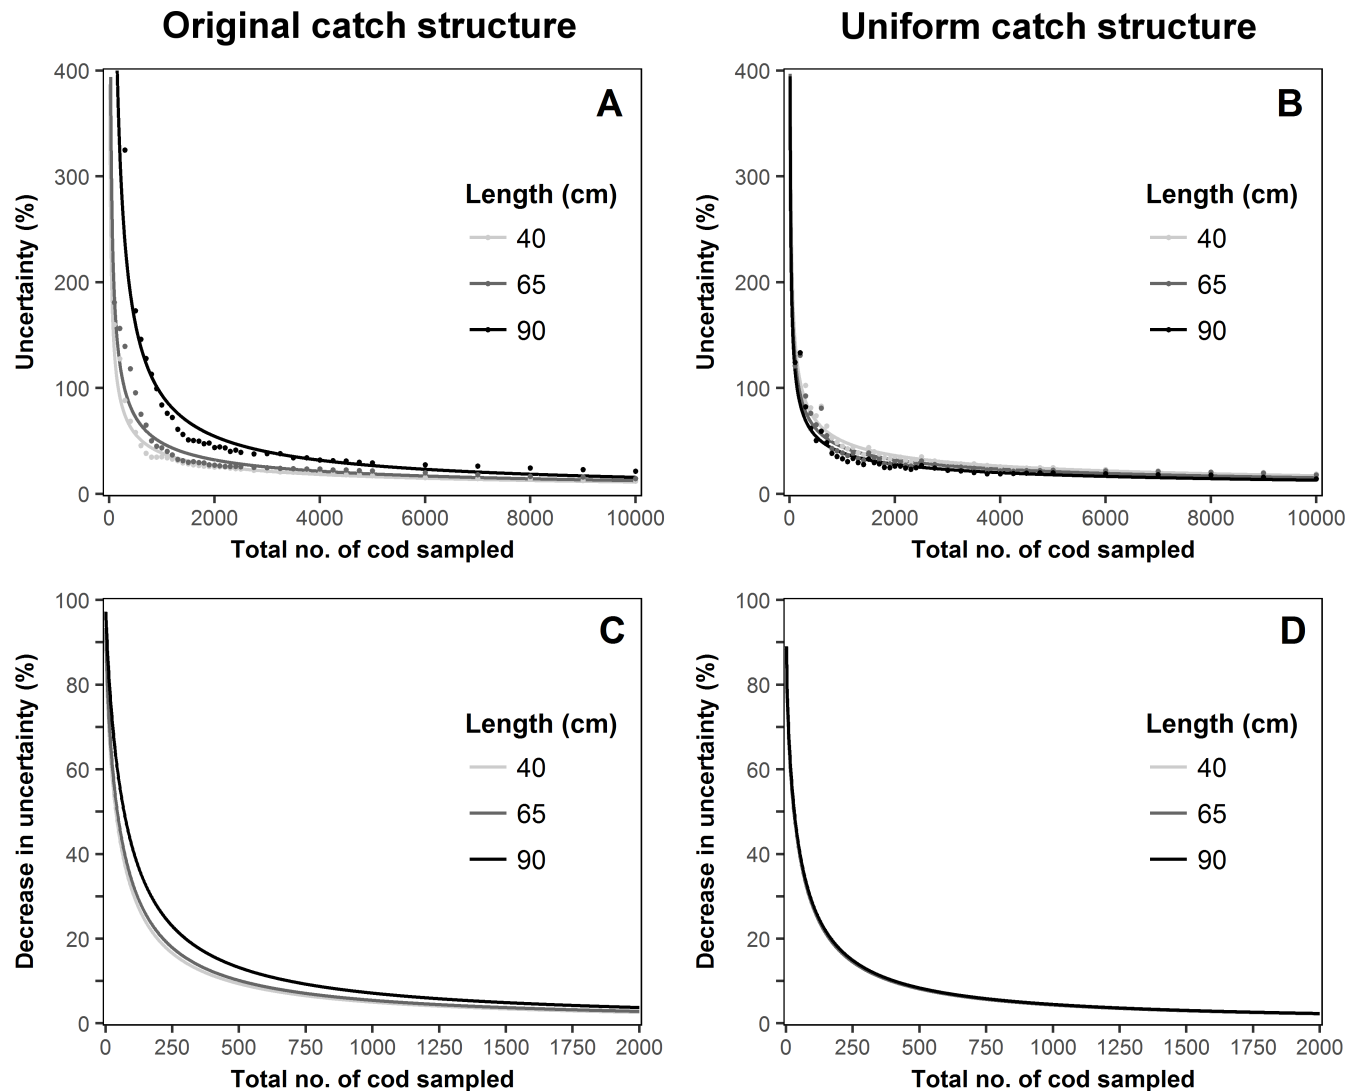 Original catch structure
Uniform catch structure
A
Uncertainty (%)
400
300
200
100
0
Length (cm)
40
65
90
0 2000 4000 6000 8000 10000
Total no. of cod sampled
B
Uncertainty (%)
400
300
200
100
0
Length (cm)
40
65
90
0 2000 4000 6000 8000 10000
Total no. of cod sampled
C
Decrease in uncertainty (%)
100
80
60
40
20
0
Length (cm)
40
65
90
0 250 500 750 1000 1250 1500 1750 2000
Total no. of cod sampled
D
Decrease in uncertainty (%)
100
80
60
40
20
0
Length (cm)
40
65
90
0 250 500 750 1000 1250 1500 1750 2000
Total no. of cod sampled